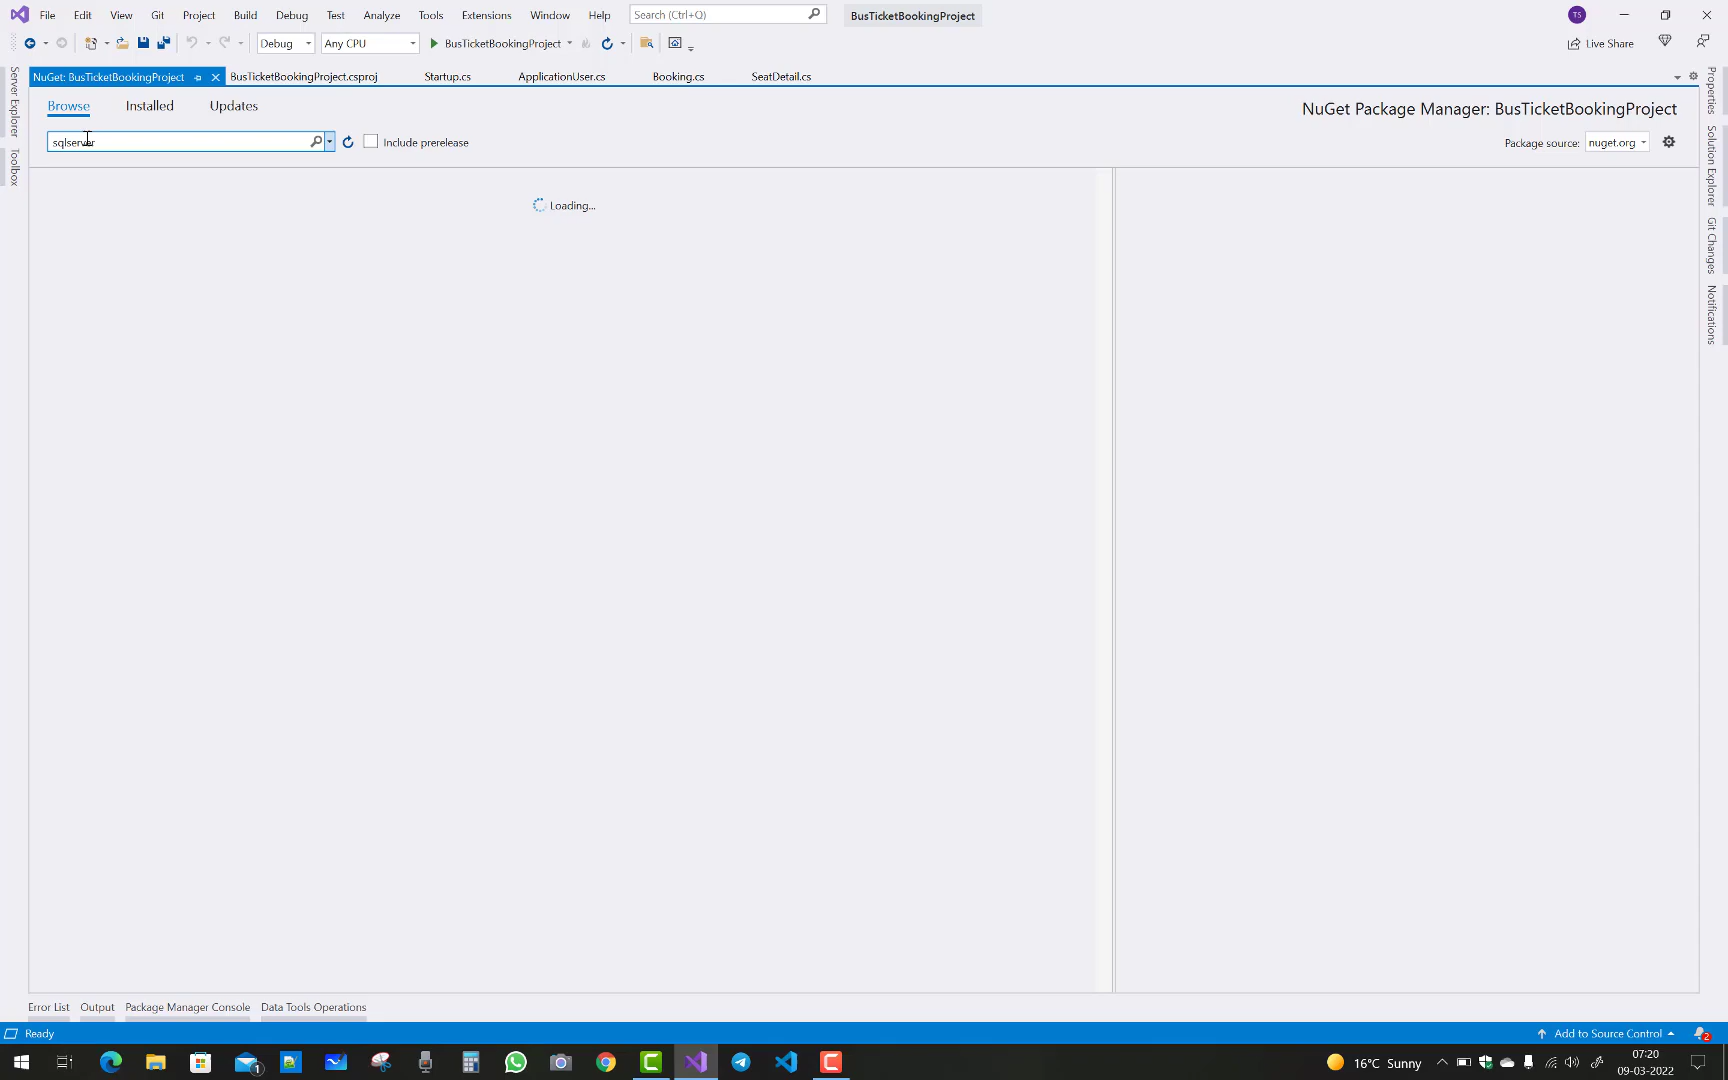 File Edit View Git Project Build Debug Test Analyze Tools Extensions Window Help Search (Ctrl+Q) BusTicketBookingProject TS
Debug Any CPU BusTicketBookingProject Live Share
NuGet: BusTicketBookingProject BusTicketBookingProject.csproj Startup.cs ApplicationUser.cs Booking.cs SeatDetail.cs
Browse Installed Updates NuGet Package Manager: BusTicketBookingProject
sqlserver Include prerelease Package source: nuget.org
Loading...
Server Explorer
Toolbox
Properties
Solution Explorer
Git Changes
Notifications
Error List Output Package Manager Console Data Tools Operations
Ready Add to Source Control 2
1 16°C Sunny 07:20
09-03-2022